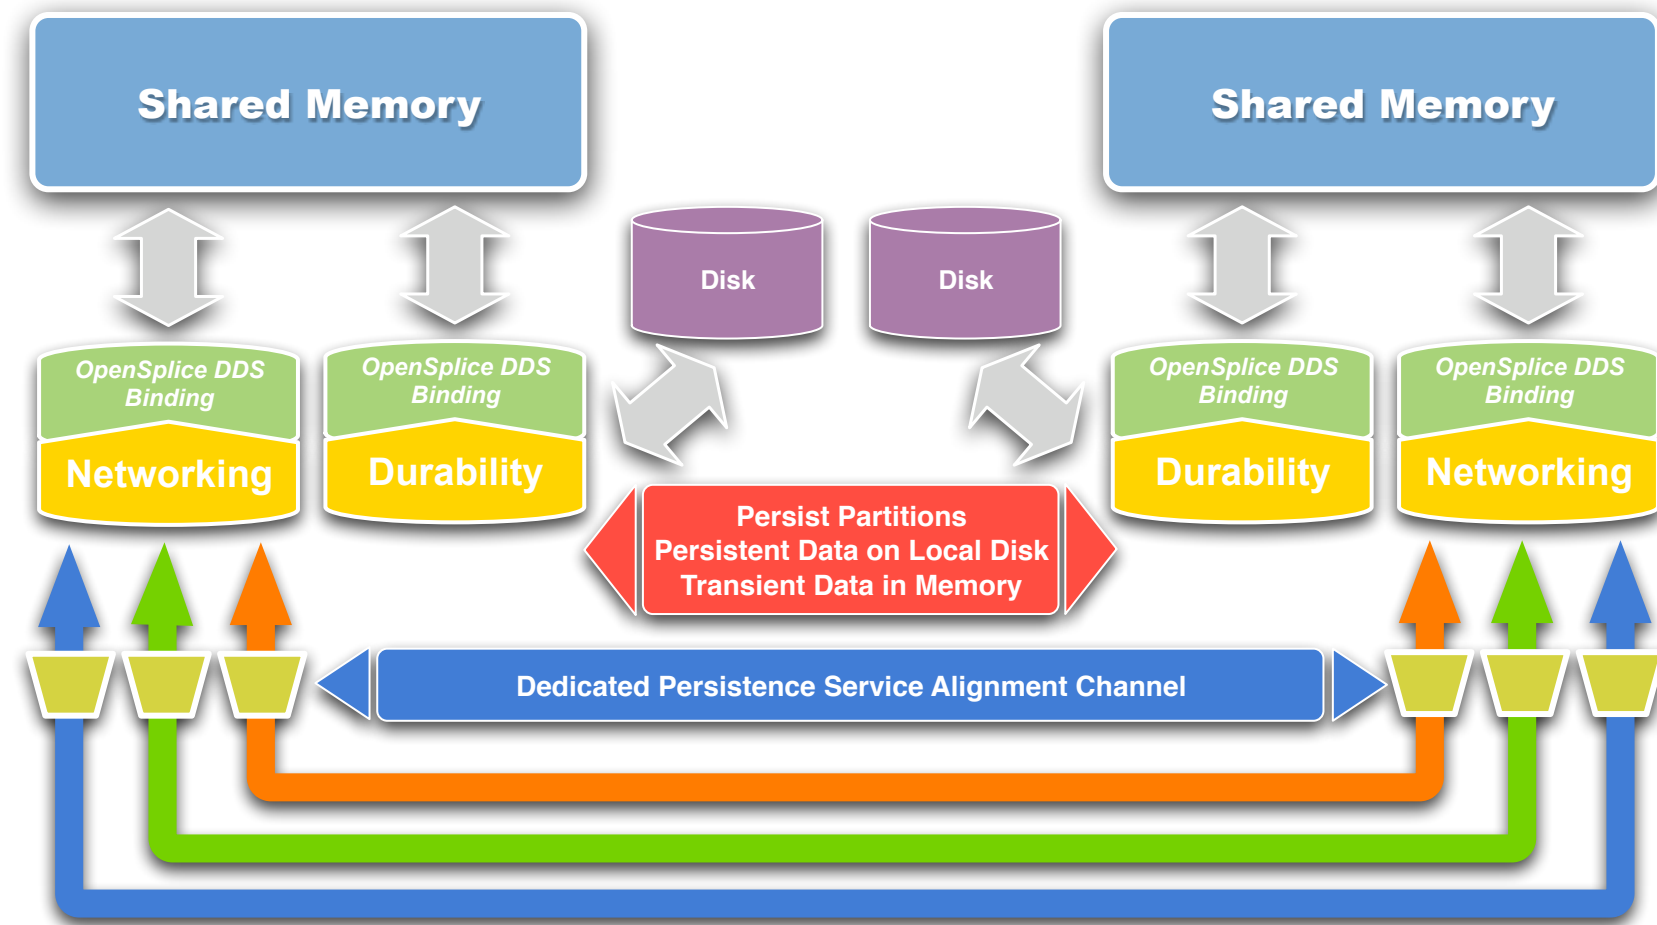 Shared Memory
Shared Memory
Disk
Disk
OpenSplice DDS
Binding
Networking
OpenSplice DDS
Binding
Durability
OpenSplice DDS
Binding
Durability
OpenSplice DDS
Binding
Networking
Persist Partitions
Persistent Data on Local Disk
Transient Data in Memory
Dedicated Persistence Service Alignment Channel